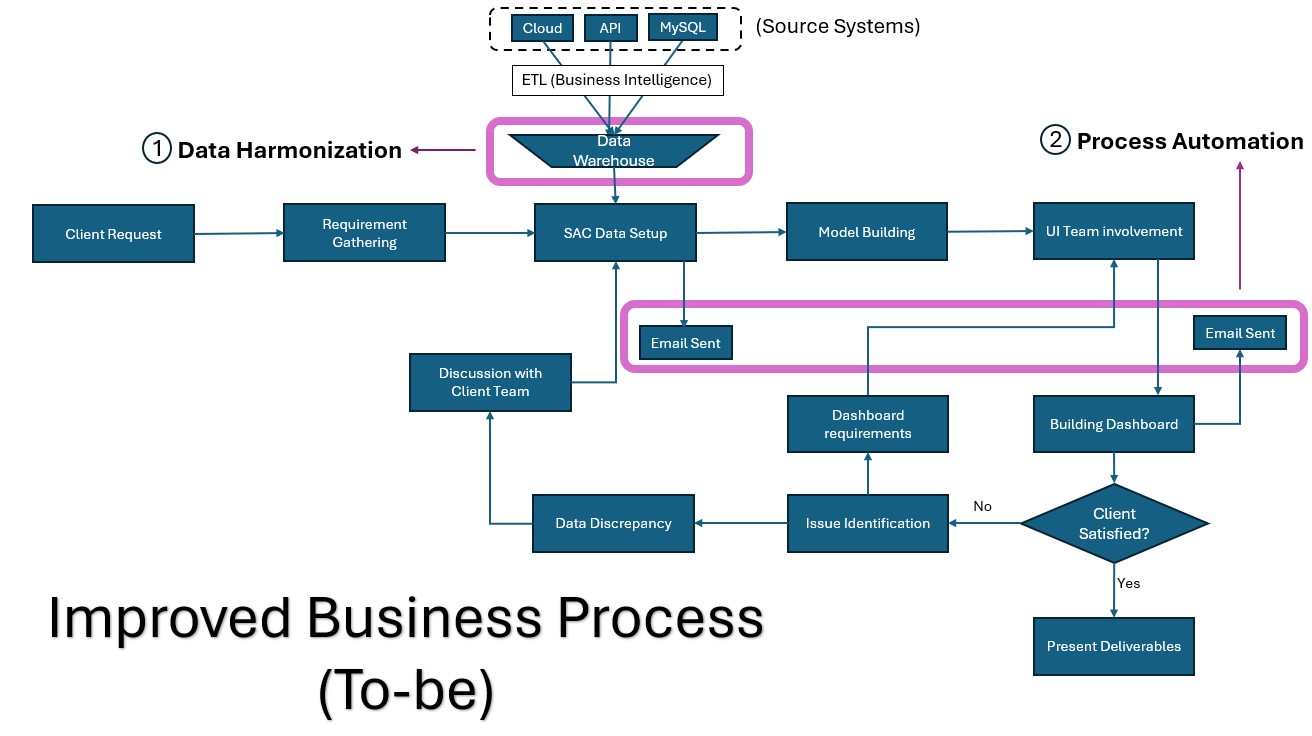 Cloud
API
MySQL
(Source Systems)
ETL (Business Intelligence)
Data
Warehouse
① Data Harmonization
② Process Automation
Client Request
Requirement
Gathering
SAC Data Setup
Model Building
UI Team involvement
Email Sent
Email Sent
Discussion with
Client Team
Dashboard
requirements
Building Dashboard
Data Discrepancy
Issue Identification
No
Client
Satisfied?
Yes
Present Deliverables
Improved Business Process
(To-be)